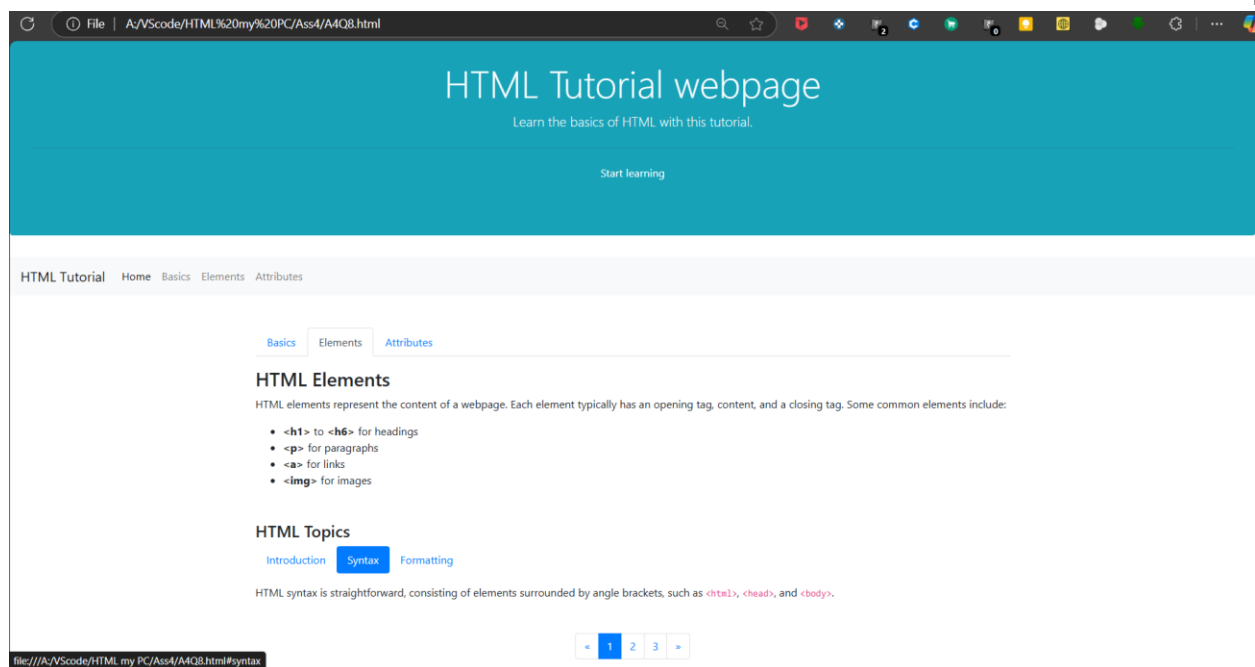 File | A:/VScode/HTML%20my%20PC/Ass4/A4Q8.html
2
0
HTML Tutorial webpage
Learn the basics of HTML with this tutorial.
Start learning
HTML Tutorial Home Basics Elements Attributes
Basics Elements Attributes
HTML Elements
HTML elements represent the content of a webpage. Each element typically has an opening tag, content, and a closing tag. Some common elements include:
• <h1> to <h6> for headings
• <p> for paragraphs
• <a> for links
• <img> for images
HTML Topics
Introduction Syntax Formatting
HTML syntax is straightforward, consisting of elements surrounded by angle brackets, such as <html>, <head>, and <body>.
« 1 2 3 »
file:///A:/VScode/HTML my PC/Ass4/A4Q8.html#syntax